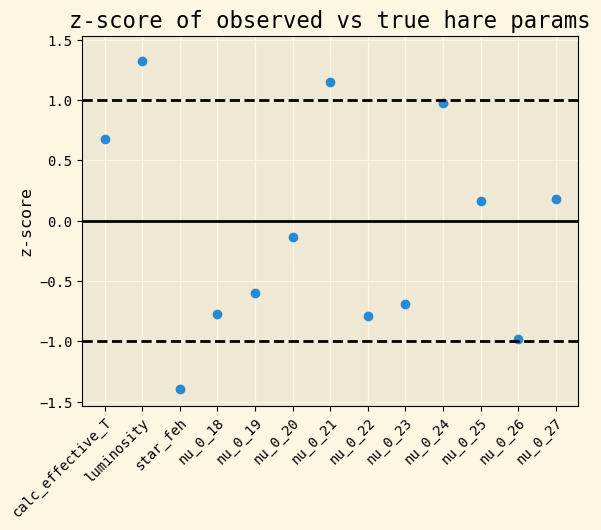 z-score of observed vs true hare params
z-score
1.5
1.0
0.5
0.0
−0.5
−1.0
−1.5
calc_effective_T
luminosity
star_feh
nu_0_18
nu_0_19
nu_0_20
nu_0_21
nu_0_22
nu_0_23
nu_0_24
nu_0_25
nu_0_26
nu_0_27